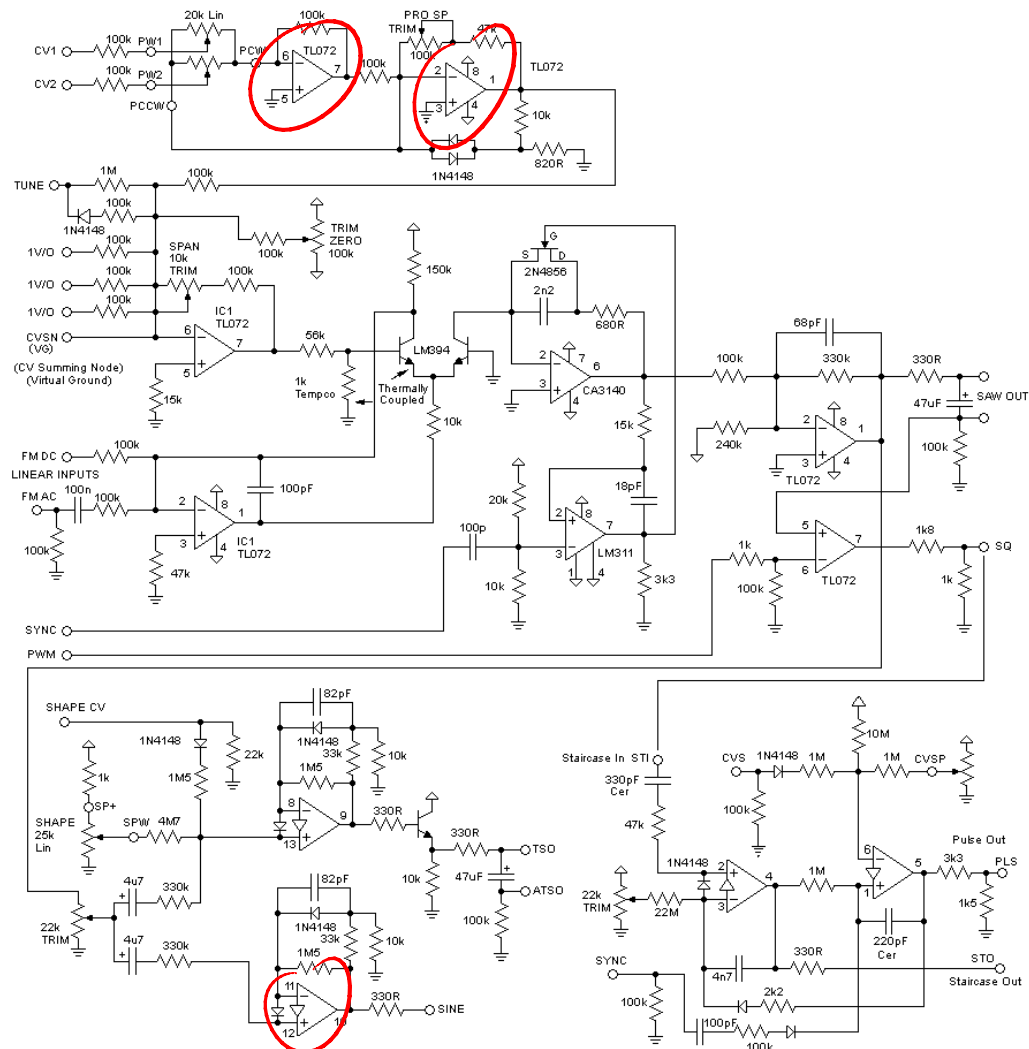 20k Lin
100k
CV1
PW1
PCW
100k
6
7
5
TL072
100k
PRO SP
TRIM
100k
47k
2
8
1
3
4
TL072
CV2
100k
PW2
PCCW
10k
820R
1N4148
TUNE
1M
100k
1N4148
100k
1V/O
100k
1V/O
100k
1V/O
100k
SPAN
10k
TRIM
100k
100k
TRIM
ZERO
100k
CVSN
(VG)
(CV Summing Node)
(Virtual Ground)
IC1
TL072
6
7
5
15k
56k
1k
Tempco
Thermally
Coupled
LM394
150k
10k
G
S
D
2N4856
2n2
680R
2
7
6
3
4
CA3140
15k
18pF
100k
240k
68pF
330k
330R
2
8
1
3
4
TL072
47uF
+
SAW OUT
100k
FM DC
100k
LINEAR INPUTS
100n
FM AC
100k
100k
2
8
1
3
4
IC1
TL072
47k
100pF
100p
20k
10k
2
8
7
3
1
4
LM311
3k3
5
7
6
TL072
1k
100k
1k8
SQ
1k
SYNC
PWM
SHAPE CV
1N4148
22k
1M5
1k
SP+
SHAPE
25k
Lin
SPW
4M7
82pF
1N4148
33k
10k
1M5
8
9
13
330R
330R
TSO
10k
47uF
+
ATSO
100k
22k
TRIM
4u7
+
330k
4u7
+
330k
82pF
1N4148
33k
10k
1M5
11
12
10
330R
SINE
Staircase In STI
330pF
Cer
47k
1N4148
22k
TRIM
22M
2
4
3
4n7
CVS
1N4148
1M
100k
10M
1M
CVSP
1M
6
5
1
220pF
Cer
3k3
Pulse Out
PLS
1k5
330R
STO
Staircase Out
2k2
SYNC
100k
100pF
100k